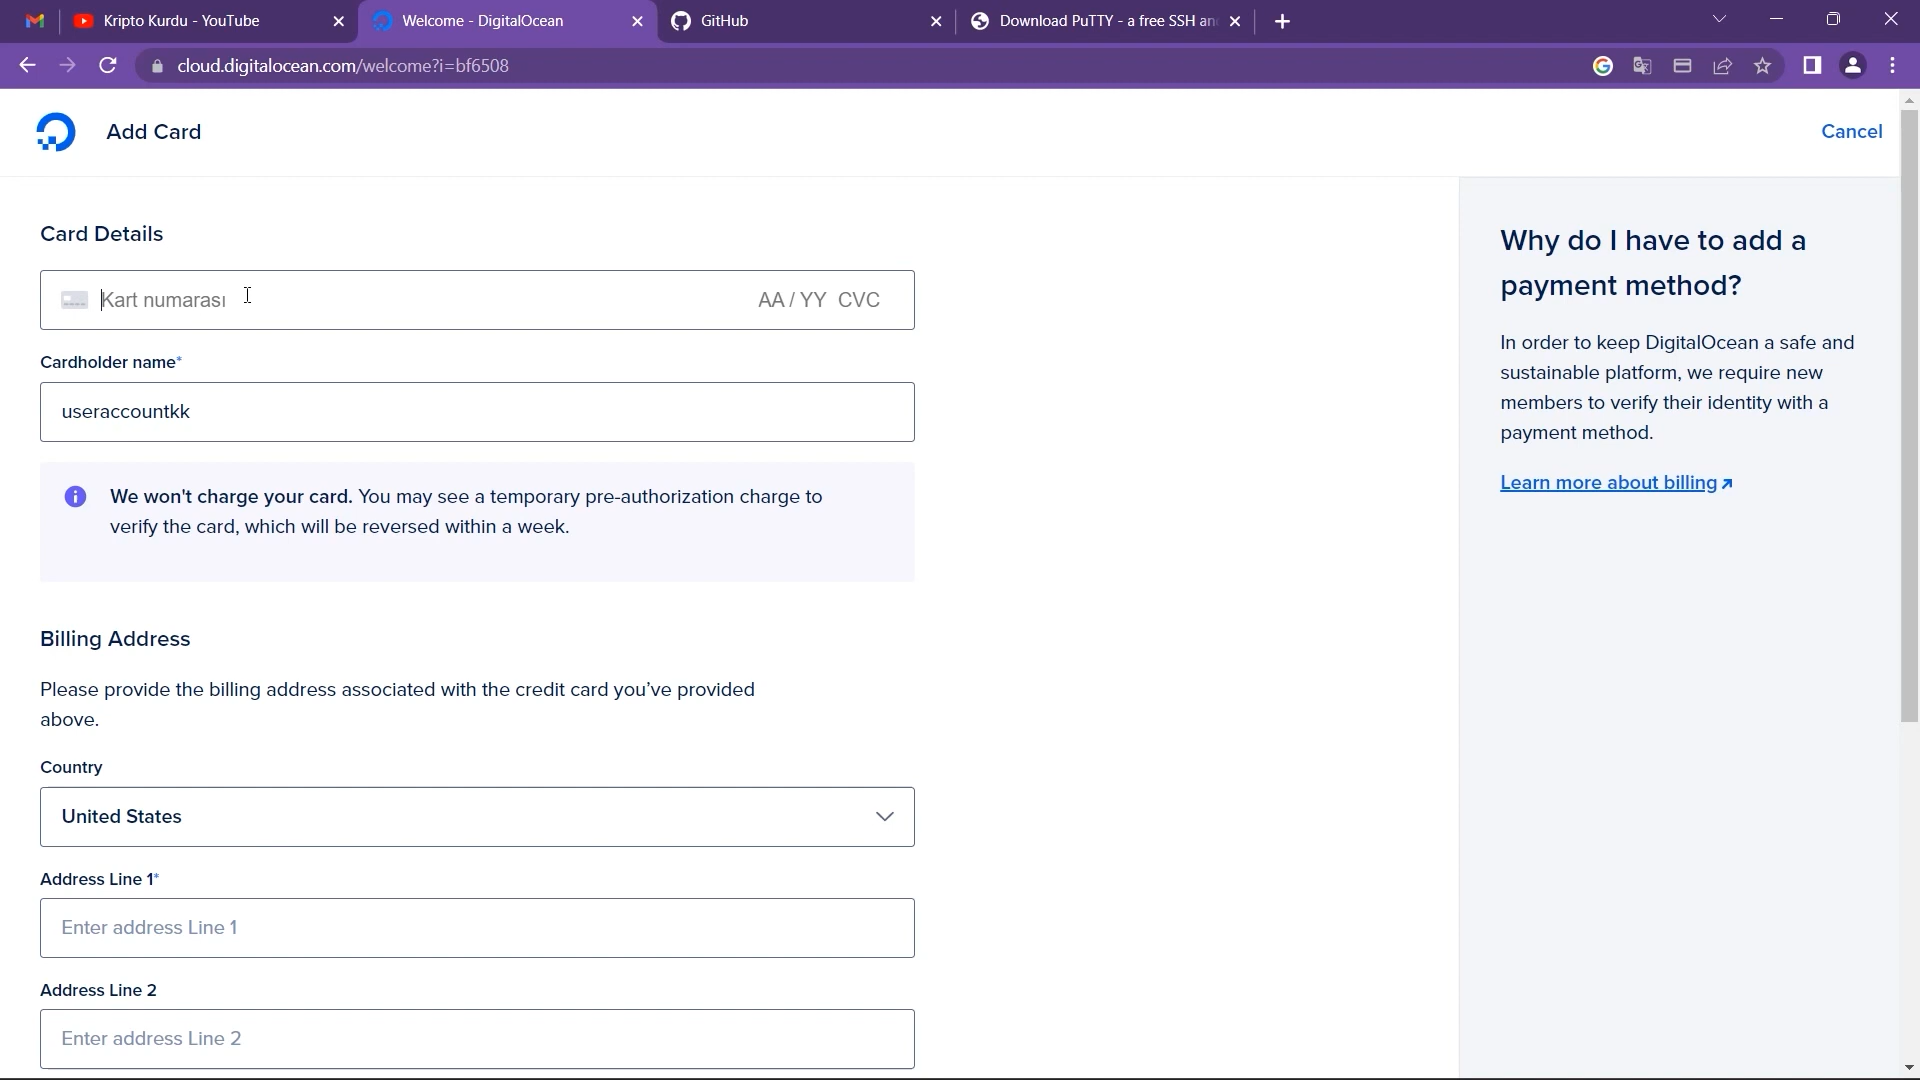 Kripto Kurdu - YouTube
Welcome - DigitalOcean
GitHub
Download PuTTY - a free SSH an
cloud.digitalocean.com/welcome?i=bf6508
Add Card
Cancel
Card Details
Kart numarası
AA / YY CVC
Cardholder name*
useraccountkk
We won't charge your card. You may see a temporary pre-authorization charge to
verify the card, which will be reversed within a week.
Billing Address
Please provide the billing address associated with the credit card you've provided
above.
Country
United States
Address Line 1*
Enter address Line 1
Address Line 2
Enter address Line 2
Why do I have to add a
payment method?
In order to keep DigitalOcean a safe and
sustainable platform, we require new
members to verify their identity with a
payment method.
Learn more about billing